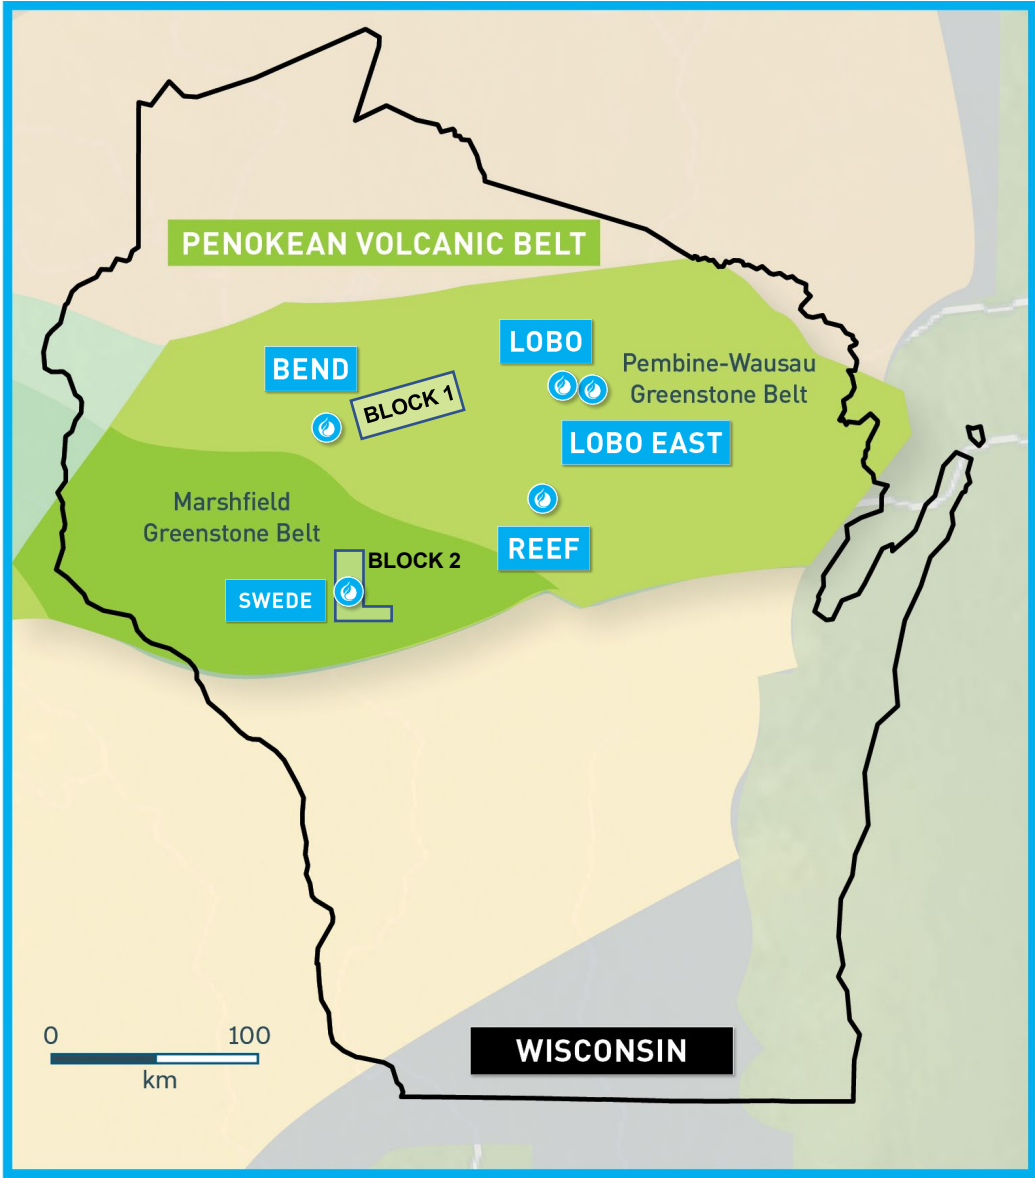 PENOKEAN VOLCANIC BELT
LOBO
BEND
Pembine-Wausau
Greenstone Belt
BLOCK 1
LOBO EAST
Marshfield
Greenstone Belt
REEF
BLOCK 2
SWEDE
0 100
km
WISCONSIN